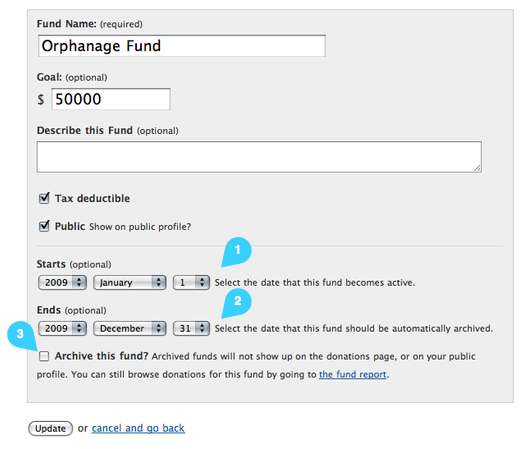 Fund Name: (required)
Orphanage Fund
Goal: (optional)
$ 50000
Describe this Fund (optional)
Tax deductible
Public Show on public profile?
1
Starts (optional)
2009 January 1 Select the date that this fund becomes active.
2
Ends (optional)
2009 December 31 Select the date that this fund should be automatically archived.
3
Archive this fund? Archived funds will not show up on the donations page, or on your public
profile. You can still browse donations for this fund by going to the fund report.
Update or cancel and go back